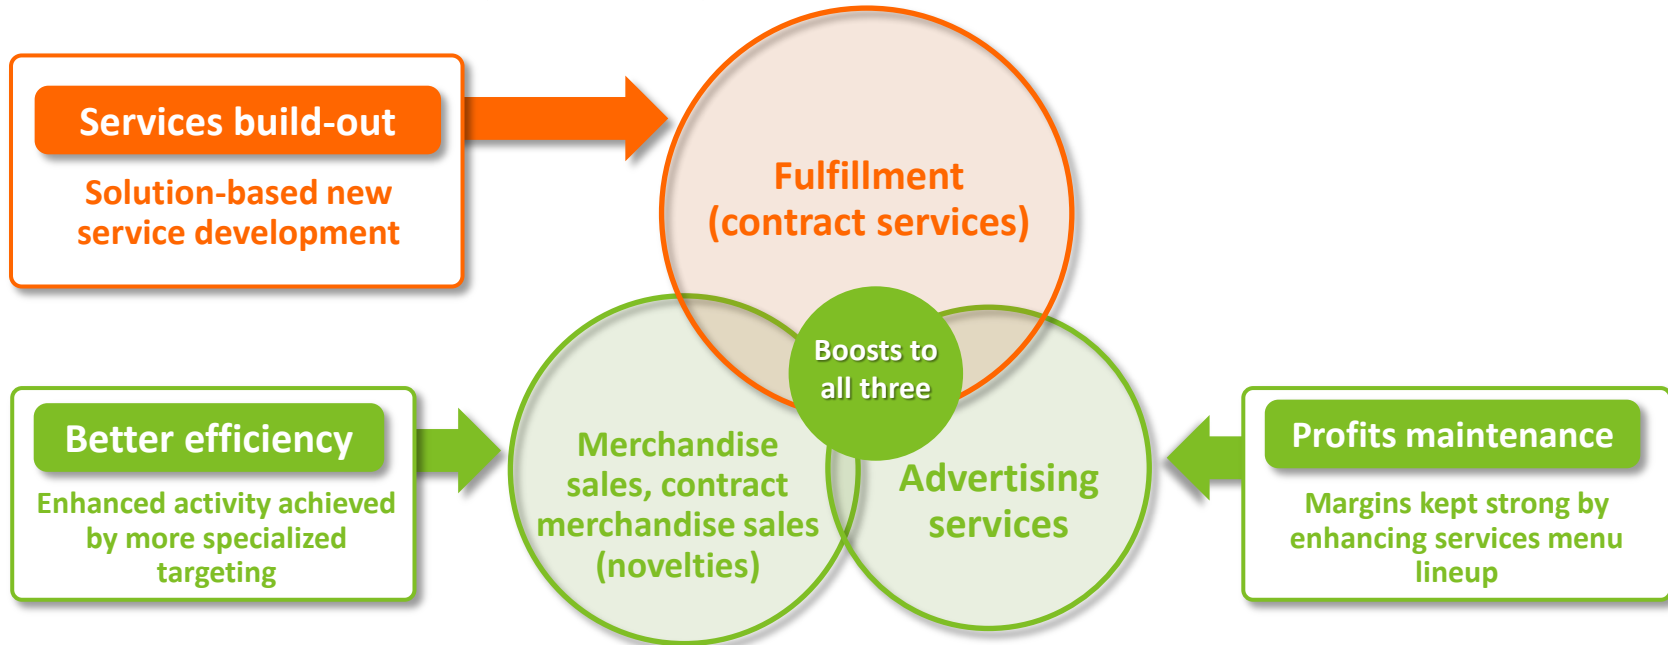 Services build-out
Solution-based new
service development
Fulfillment
(contract services)
Boosts to
all three
Better efficiency
Enhanced activity achieved
by more specialized
targeting
Merchandise
sales, contract
merchandise sales
(novelties)
Advertising
services
Profits maintenance
Margins kept strong by
enhancing services menu
lineup